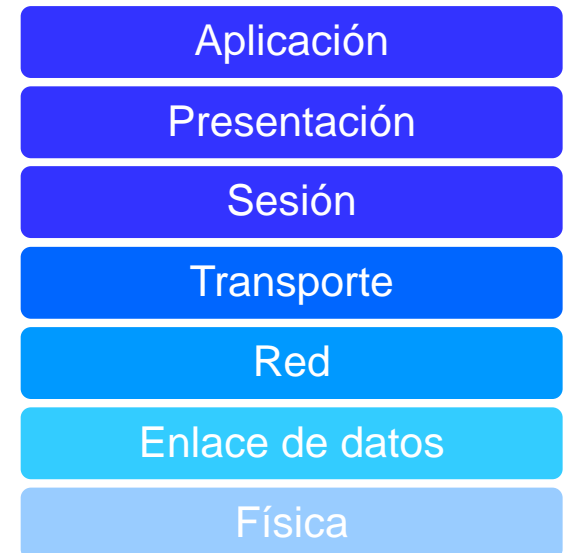 Aplicación
Presentación
Sesión
Transporte
Red
Enlace de datos
Física